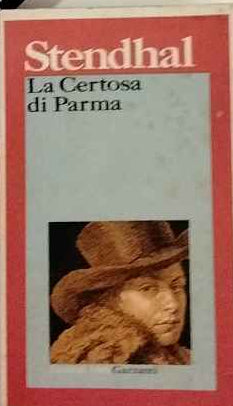 Stendhal
La Certosa
di Parma
Garzanti